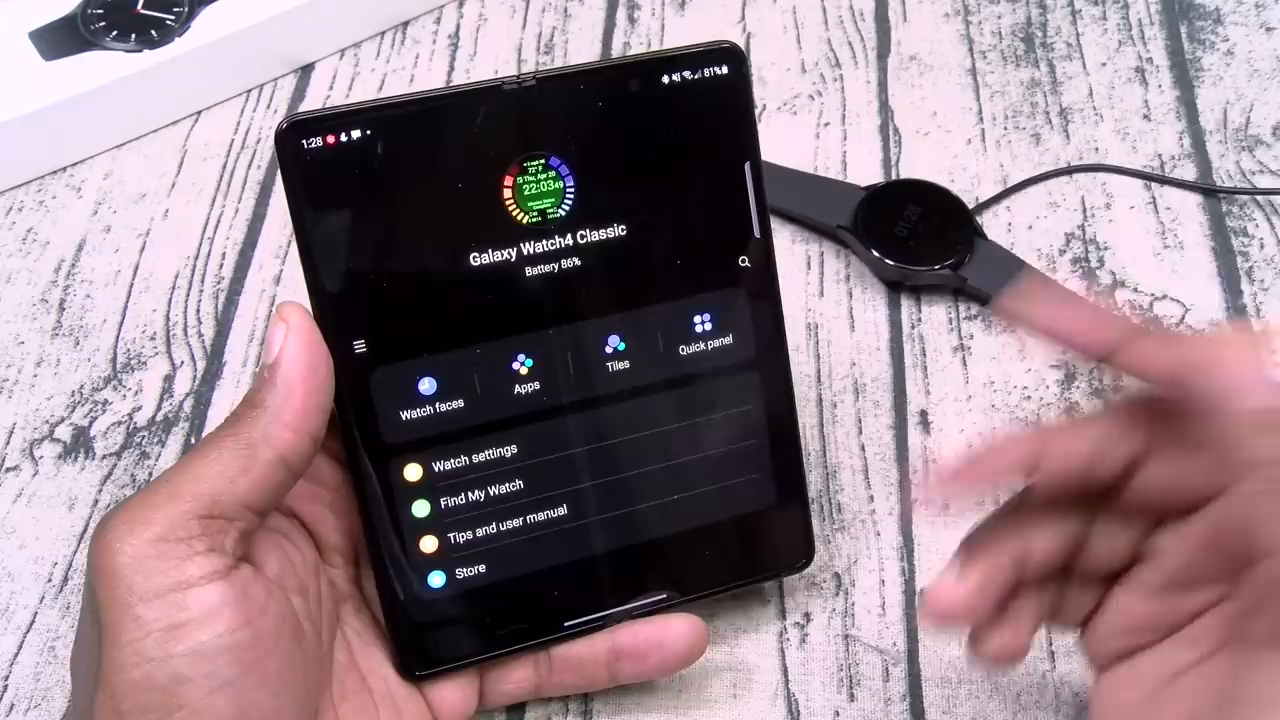 1:28
81%
72° F
Thu, Apr 20
22:03 49
Galaxy Watch4 Classic
Battery 86%
Watch faces
Apps
Tiles
Quick panel
Watch settings
Find My Watch
Tips and user manual
Store
01:28